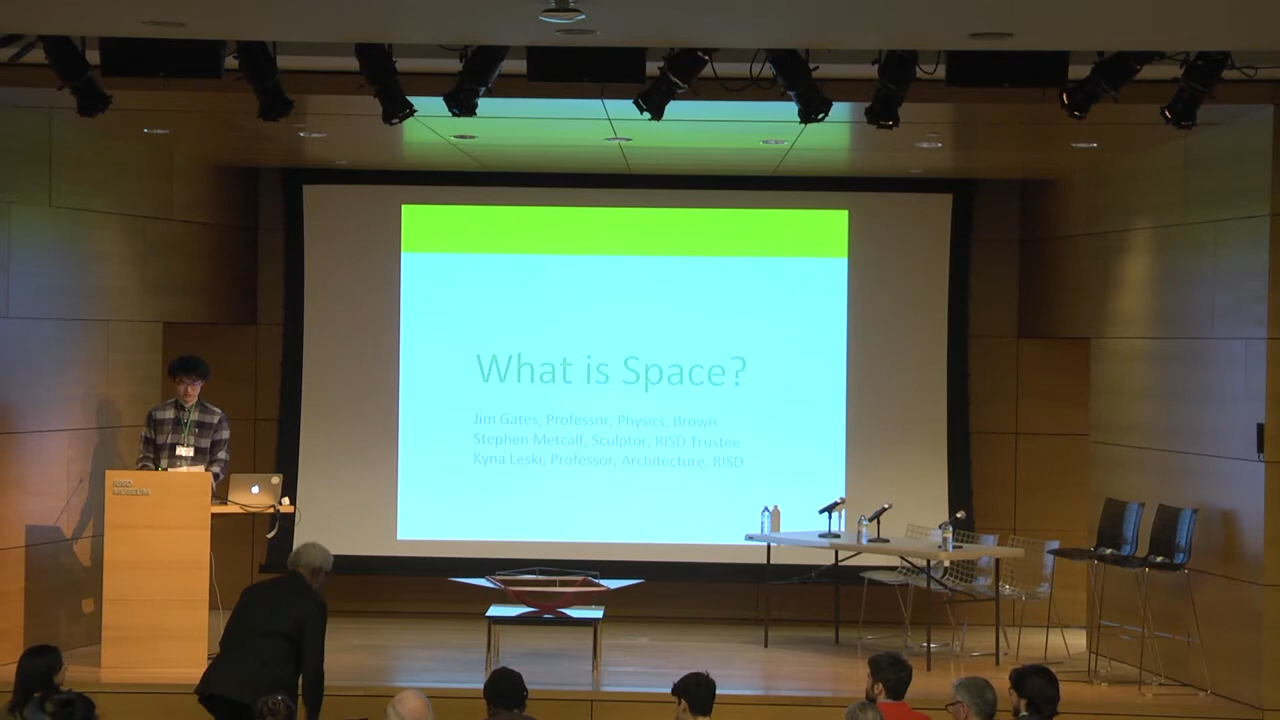 What is Space?
Jim Gates, Professor, Physics, Brown
Stephen Metcalf, Sculptor, RISD Trustee
Kyna Leski, Professor, Architecture, RISD
RISD
MUSEUM